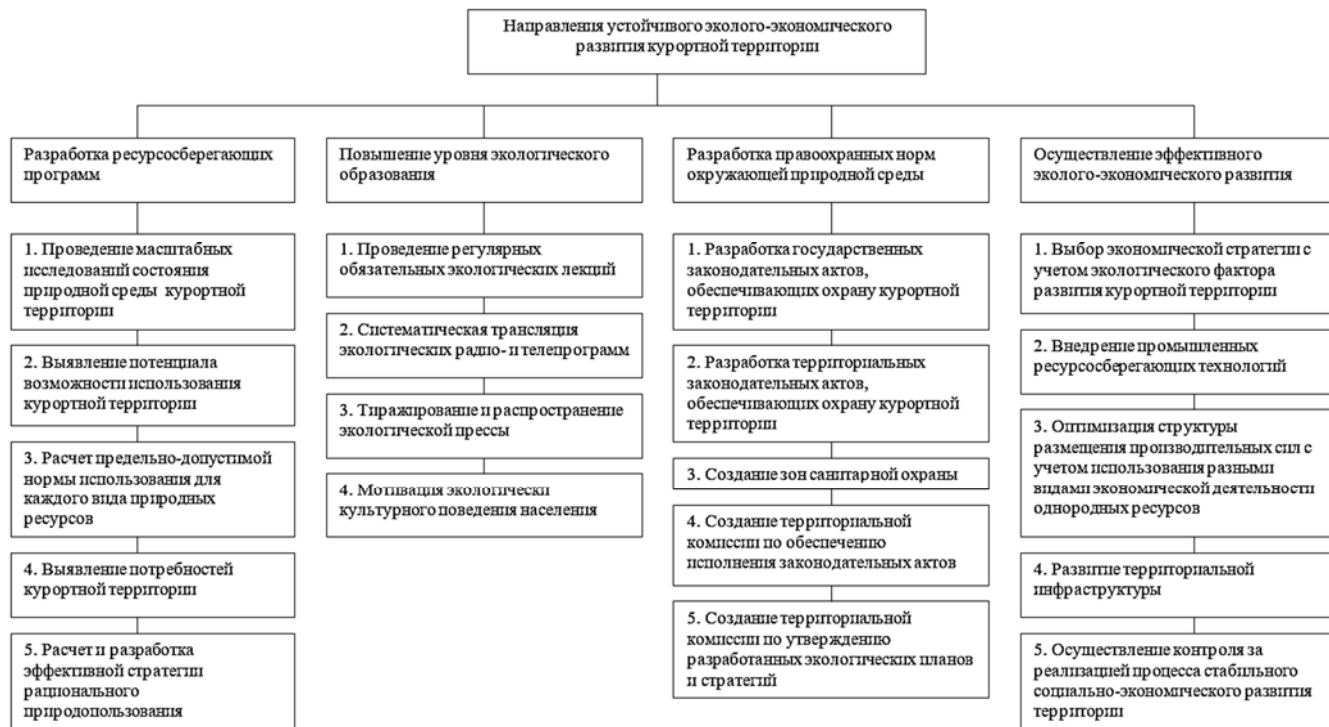 Направления устойчивого эколого-экономического
развития курортной территории
Разработка ресурсосберегающих
программ
1. Проведение масштабных
исследований состояния
природной среды курортной
территории
2. Выявление потенциала
возможности использования
курортной территории
3. Расчет предельно-допустимой
нормы использования для
каждого вида природных
ресурсов
4. Выявление потребностей
курортной территории
5. Расчет и разработка
эффективной стратегии
рационального
природопользования
Повышение уровня экологического
образования
1. Проведение регулярных
обязательных экологических лекций
2. Систематическая трансляция
экологических радио- и телепрограмм
3. Тиражирование и распространение
экологической прессы
4. Мотивация экологически
культурного поведения населения
Разработка правоохранных норм
окружающей природной среды
1. Разработка государственных
законодательных актов,
обеспечивающих охрану курортной
территории
2. Разработка территориальных
законодательных актов,
обеспечивающих охрану курортной
территории
3. Создание зон санитарной охраны
4. Создание территориальной
комиссии по обеспечению
исполнения законодательных актов
5. Создание территориальной
комиссии по утверждению
разработанных экологических планов
и стратегий
Осуществление эффективного
эколого-экономического развития
1. Выбор экономической стратегии с
учетом экологического фактора
развития курортной территории
2. Внедрение промышленных
ресурсосберегающих технологий
3. Оптимизация структуры
размещения производительных сил с
учетом использования разными
видами экономической деятельности
однородных ресурсов
4. Развитие территориальной
инфраструктуры
5. Осуществление контроля за
реализацией процесса стабильного
социально-экономического развития
территории